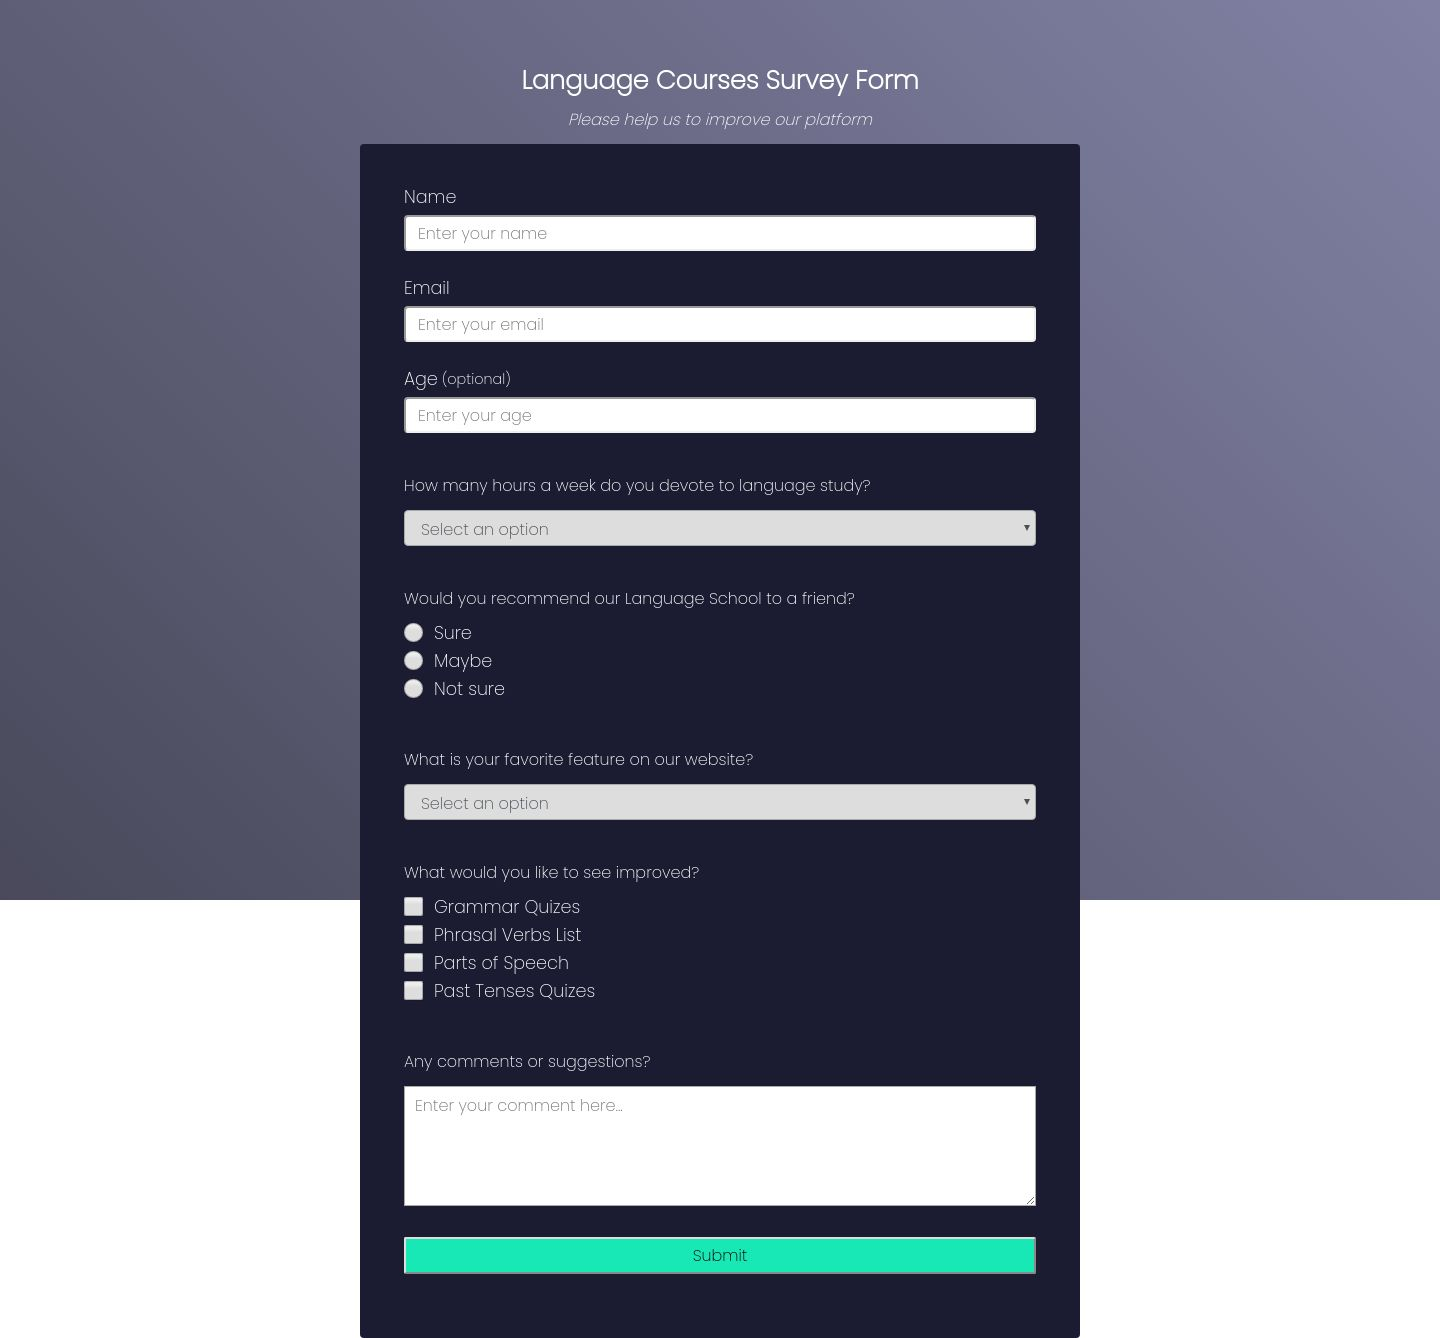 Language Courses Survey Form
Please help us to improve our platform
Name
Enter your name
Email
Enter your email
Age (optional)
Enter your age
How many hours a week do you devote to language study?
Select an option
Would you recommend our Language School to a friend?
Sure
Maybe
Not sure
What is your favorite feature on our website?
Select an option
What would you like to see improved?
Grammar Quizes
Phrasal Verbs List
Parts of Speech
Past Tenses Quizes
Any comments or suggestions?
Enter your comment here...
Submit